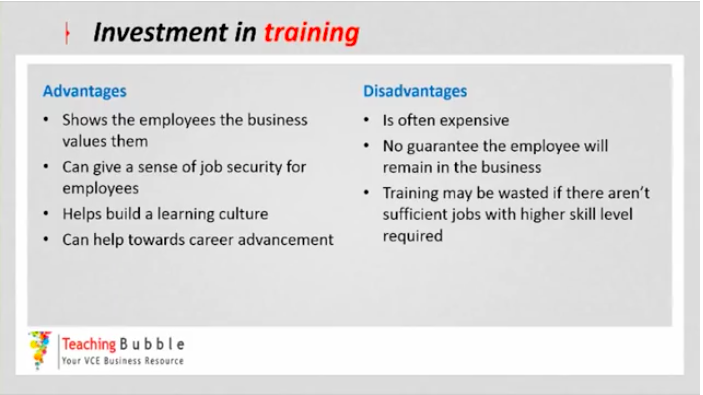 Investment in training
Advantages
• Shows the employees the business
values them
• Can give a sense of job security for
employees
• Helps build a learning culture
• Can help towards career advancement
Disadvantages
• Is often expensive
• No guarantee the employee will
remain in the business
• Training may be wasted if there aren't
sufficient jobs with higher skill level
required
Teaching Bubble
Your VCE Business Resource